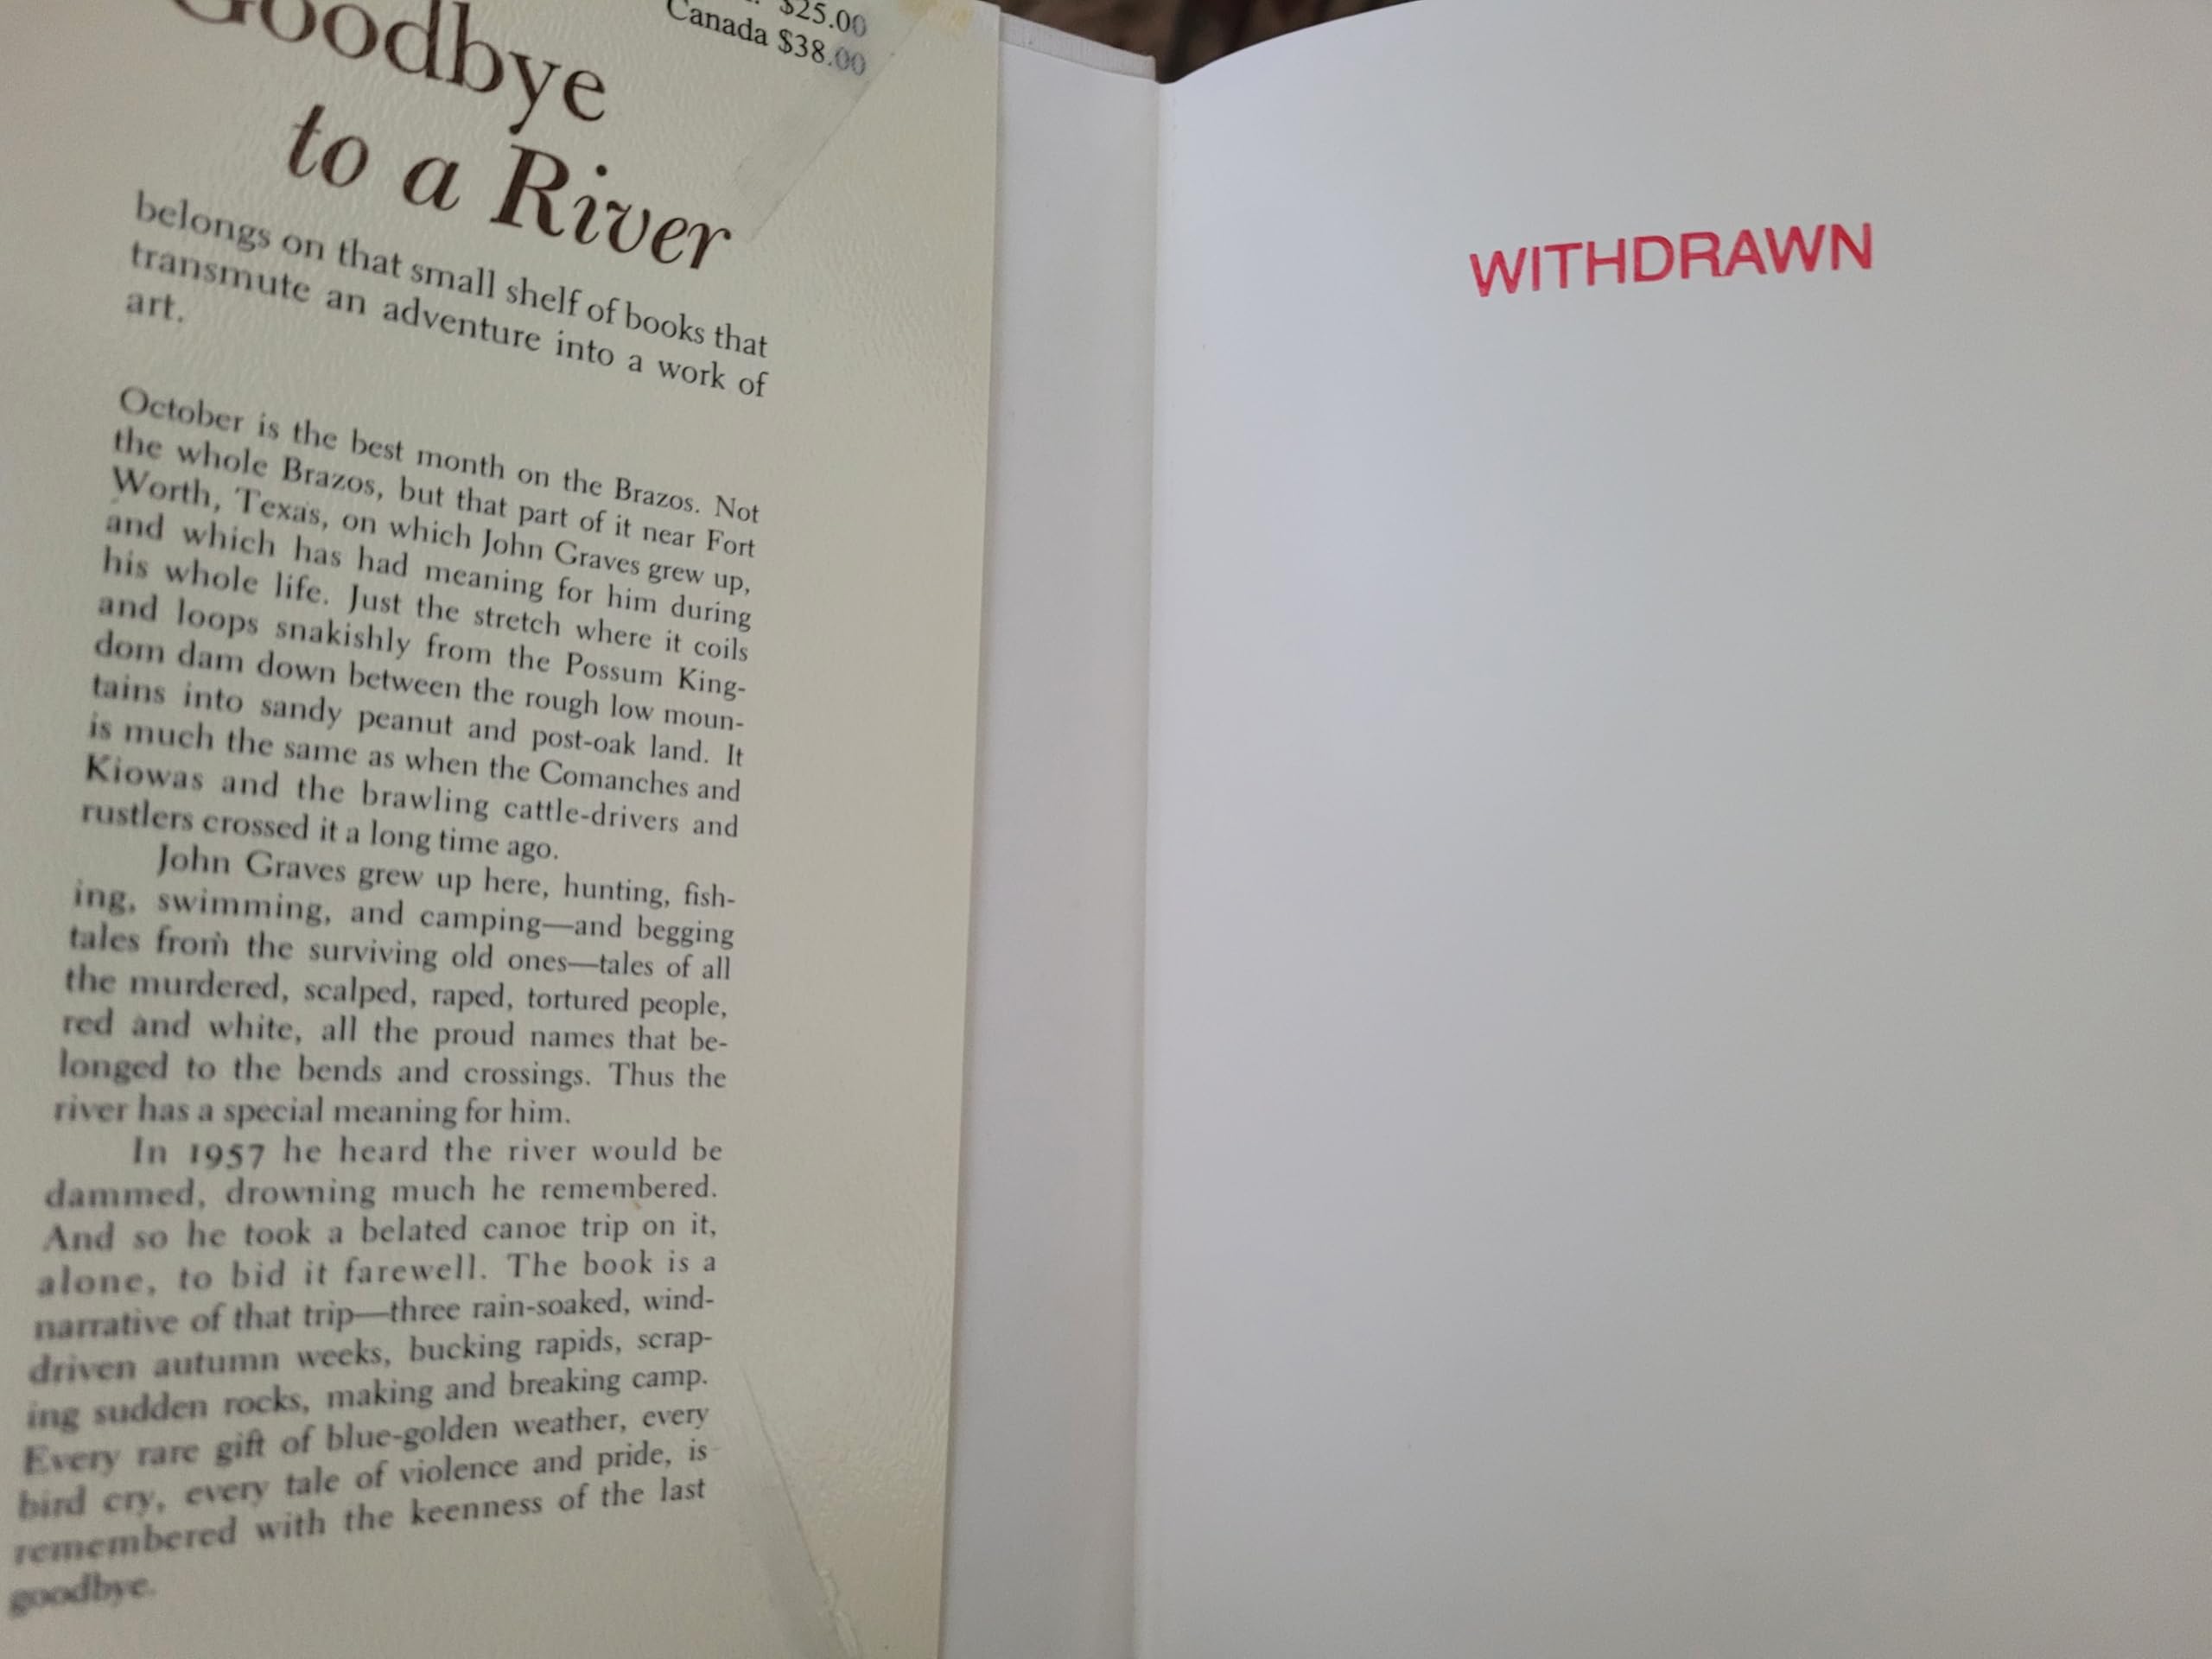 $25.00
Canada $38.00
Goodbye
to a River
belongs on that small shelf of books that
transmute an adventure into a work of
art.
October is the best month on the Brazos. Not
the whole Brazos, but that part of it near Fort
Worth, Texas, on which John Graves grew up,
and which has had meaning for him during
his whole life. Just the stretch where it coils
and loops snakishly from the Possum King-
dom dam down between the rough low moun-
tains into sandy peanut and post-oak land. It
is much the same as when the Comanches and
Kiowas and the brawling cattle-drivers and
rustlers crossed it a long time ago.
John Graves grew up here, hunting, fish-
ing, swimming, and camping—and begging
tales from the surviving old ones—tales of all
the murdered, scalped, raped, tortured people,
red and white, all the proud names that be-
longed to the bends and crossings. Thus the
river has a special meaning for him.
In 1957 he heard the river would be
dammed, drowning much he remembered.
And so he took a belated canoe trip on it,
alone, to bid it farewell. The book is a
narrative of that trip—three rain-soaked, wind-
driven autumn weeks, bucking rapids, scrap-
ing sudden rocks, making and breaking camp.
Every rare gift of blue-golden weather, every
bird cry, every tale of violence and pride, is
remembered with the keenness of the last
goodbye.
WITHDRAWN